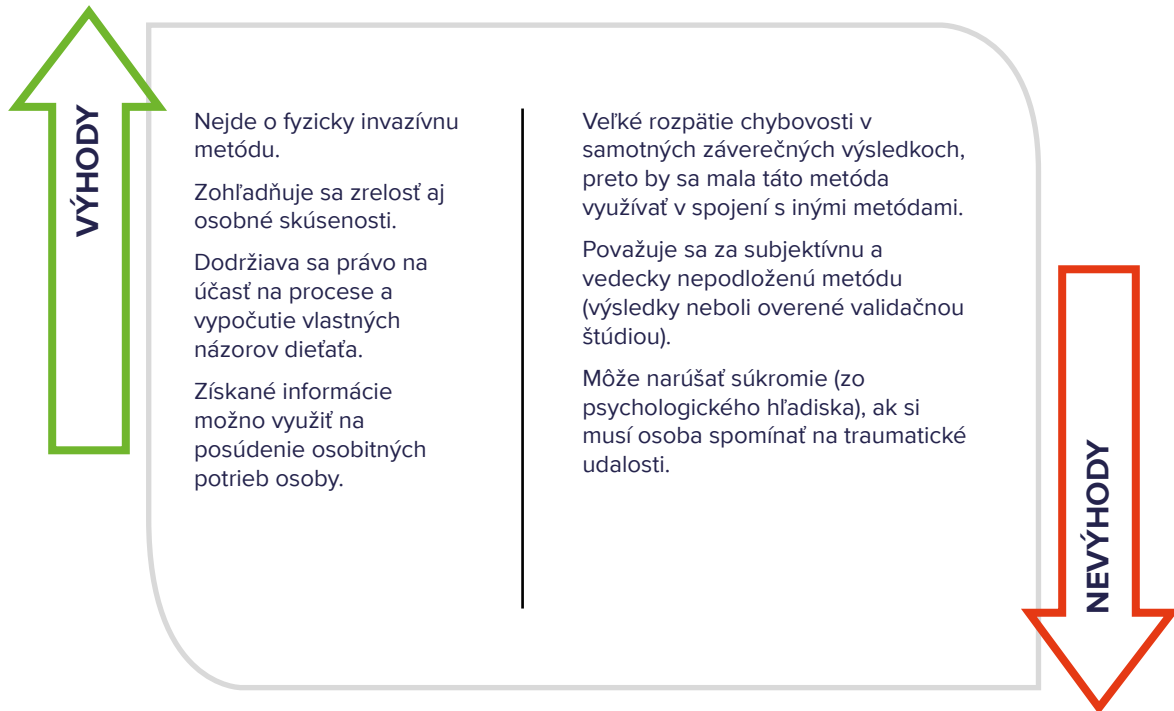 VÝHODY
Nejde o fyzicky invazívnu
metódu.
Zohľadňuje sa zrelosť aj
osobné skúsenosti.
Dodržiava sa právo na
účasť na procese a
vypočutie vlastných
názorov dieťaťa.
Získané informácie
možno využiť na
posúdenie osobitných
potrieb osoby.
Veľké rozpätie chybovosti v
samotných záverečných výsledkoch,
preto by sa mala táto metóda
využívať v spojení s inými metódami.
Považuje sa za subjektívnu a
vedecky nepodloženú metódu
(výsledky neboli overené validačnou
štúdiou).
Môže narúšať súkromie (zo
psychologického hľadiska), ak si
musí osoba spomínať na traumatické
udalosti.
NEVÝHODY